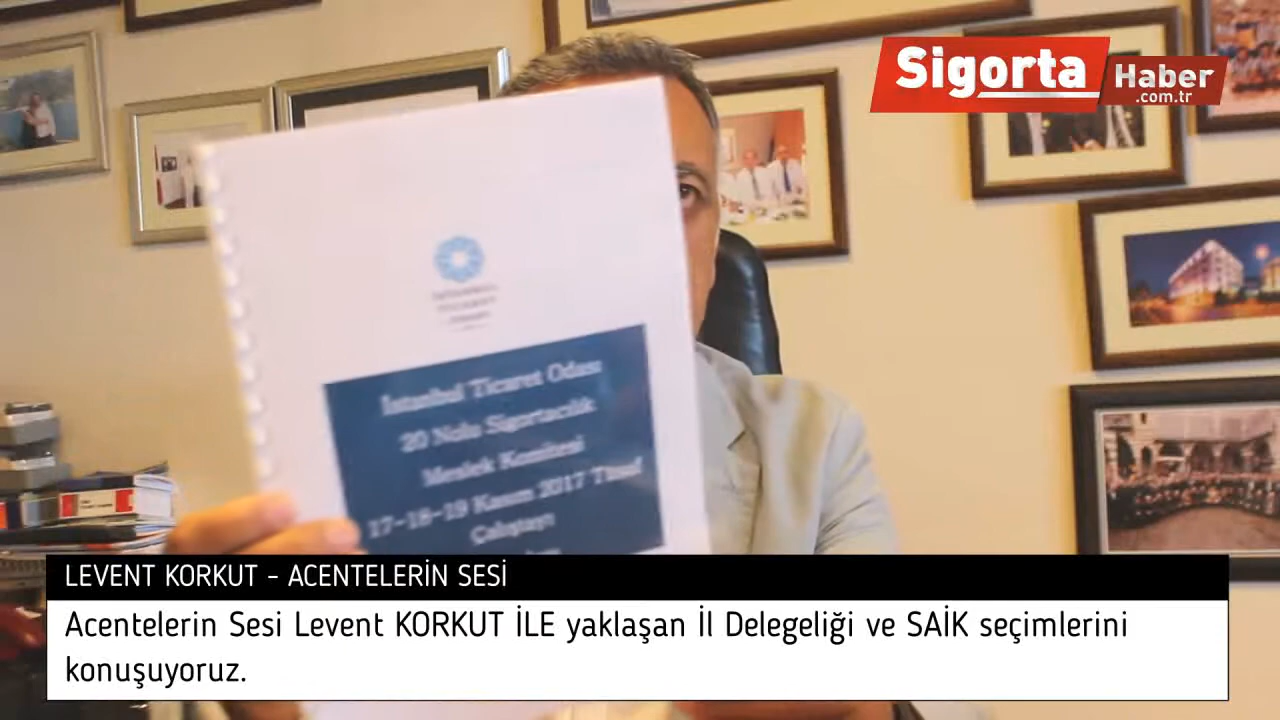 Sigorta
Haber
.com.tr
İstanbul Ticaret Odası
20 Nolu Sigortacılık
Meslek Komitesi
17-18-19 Kasım 2017 Tüsaf
Çalıştayı
LEVENT KORKUT - ACENTELERİN SESİ
Acentelerin Sesi Levent KORKUT İLE yaklaşan İl Delegeliği ve SAİK seçimlerini
konuşuyoruz.